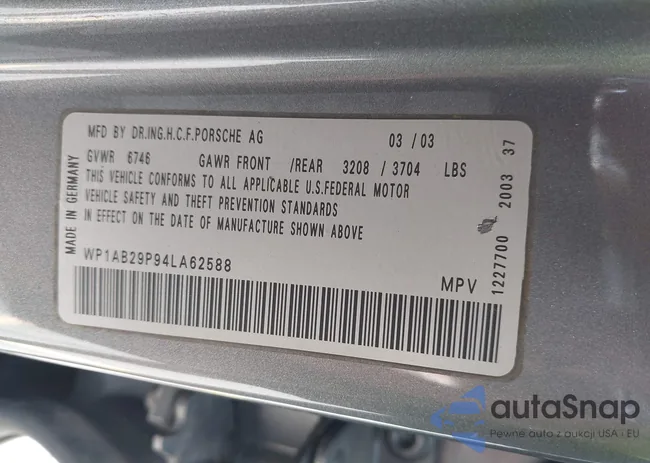 MFD BY DR.ING.H.C.F.PORSCHE AG 03 / 03
GVWR 6746 GAWR FRONT /REAR 3208 / 3704 LBS
THIS VEHICLE CONFORMS TO ALL APPLICABLE U.S.FEDERAL MOTOR
VEHICLE SAFETY AND THEFT PREVENTION STANDARDS
IN EFFECT ON THE DATE OF MANUFACTURE SHOWN ABOVE
WP1AB29P94LA62588
MPV
MADE IN GERMANY
1227700 2003 37
autaSnap
Pewne auto z aukcji USA i EU